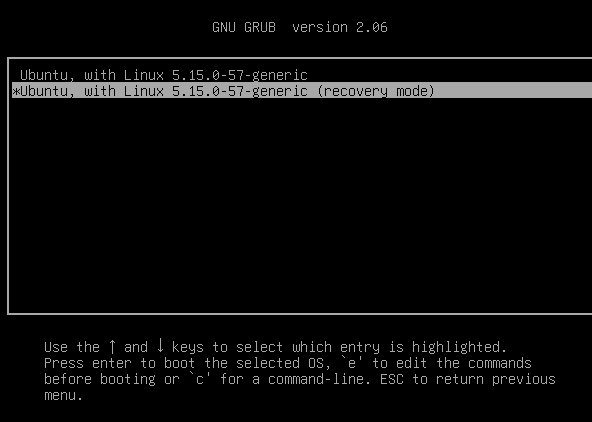 GNU GRUB  version 2.06
Ubuntu, with Linux 5.15.0-57-generic
*Ubuntu, with Linux 5.15.0-57-generic (recovery mode)
Use the ↑ and ↓ keys to select which entry is highlighted.
Press enter to boot the selected OS, `e' to edit the commands
before booting or `c' for a command-line. ESC to return previous
menu.